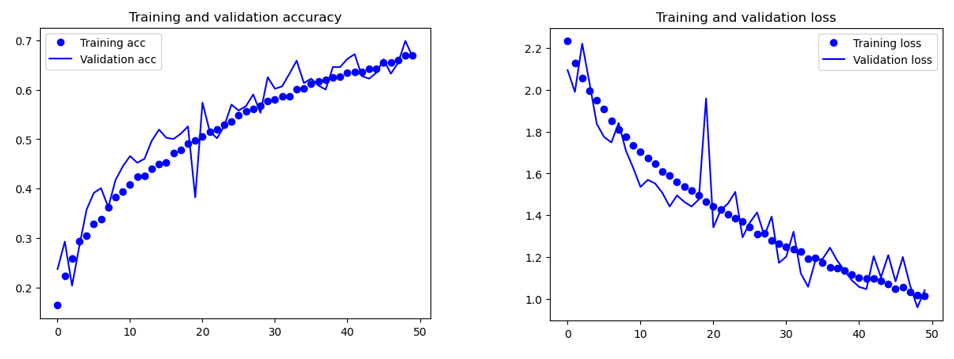 Training and validation accuracy
0.7
0.6
0.5
0.4
0.3
0.2
Training acc
Validation acc
0 10 20 30 40 50
Training and validation loss
2.2
2.0
1.8
1.6
1.4
1.2
1.0
Training loss
Validation loss
0 10 20 30 40 50